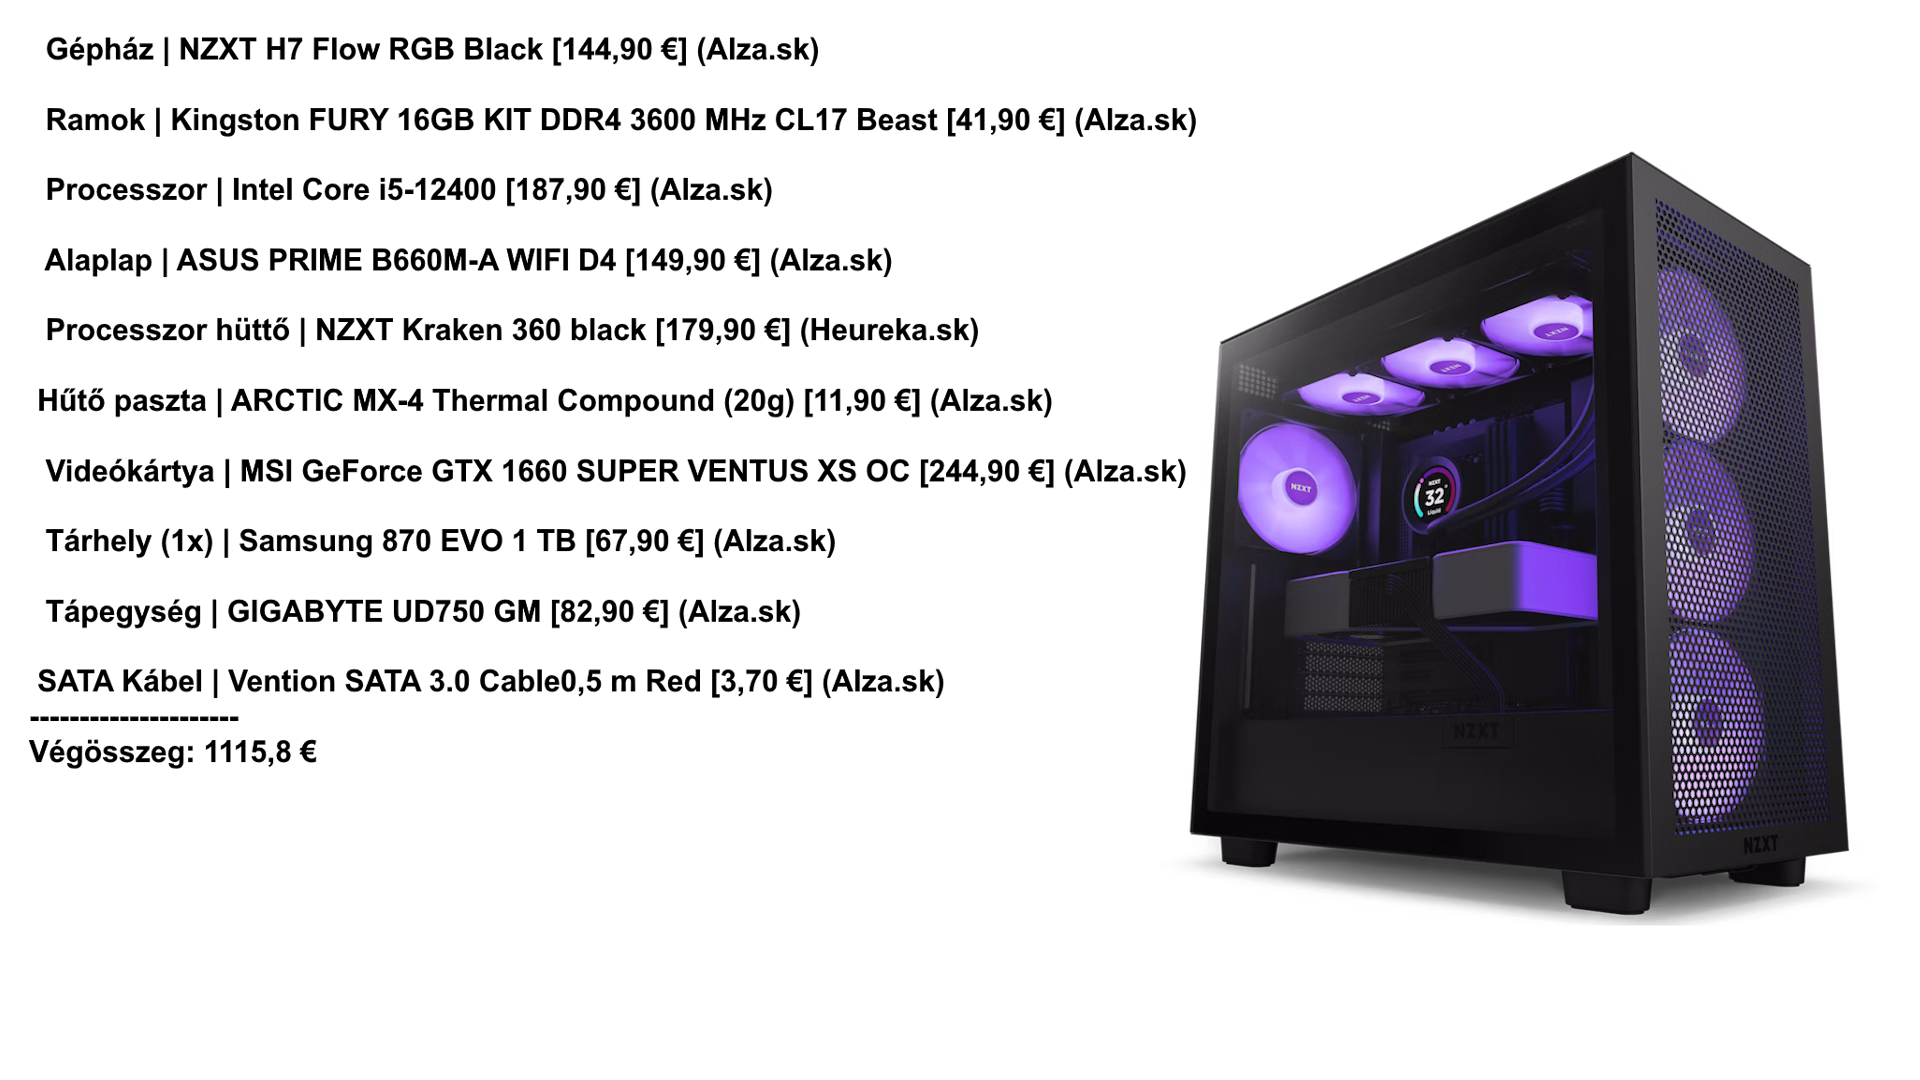 Gépház | NZXT H7 Flow RGB Black [144,90 €] (Alza.sk)
Ramok | Kingston FURY 16GB KIT DDR4 3600 MHz CL17 Beast [41,90 €] (Alza.sk)
Processzor | Intel Core i5-12400 [187,90 €] (Alza.sk)
Alaplap | ASUS PRIME B660M-A WIFI D4 [149,90 €] (Alza.sk)
Processzor hüttő | NZXT Kraken 360 black [179,90 €] (Heureka.sk)
Hűtő paszta | ARCTIC MX-4 Thermal Compound (20g) [11,90 €] (Alza.sk)
Videókártya | MSI GeForce GTX 1660 SUPER VENTUS XS OC [244,90 €] (Alza.sk)
Tárhely (1x) | Samsung 870 EVO 1 TB [67,90 €] (Alza.sk)
Tápegység | GIGABYTE UD750 GM [82,90 €] (Alza.sk)
SATA Kábel | Vention SATA 3.0 Cable0,5 m Red [3,70 €] (Alza.sk)
---------------------
Végösszeg: 1115,8 €
NZXT
NZXT
NZXT
NZXT
NZXT
32°
Liquid
NZXT
NZXT